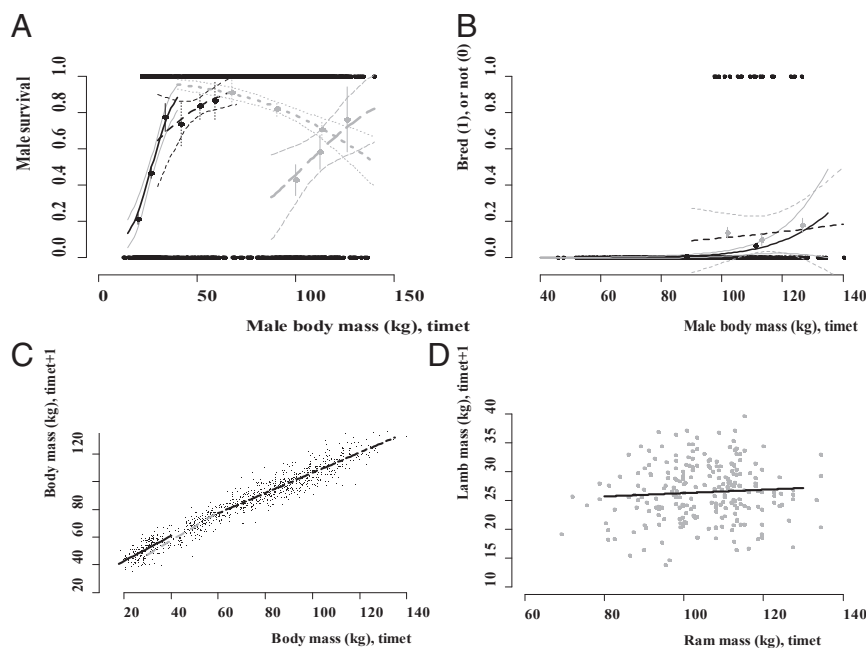 A
Male survival
1.0
0.8
0.6
0.4
0.2
0.0
0 50 100 150
Male body mass (kg), timet
B
Bred (1), or not (0)
1.0
0.8
0.6
0.4
0.2
0.0
40 60 80 100 120 140
Male body mass (kg), timet
C
Body mass (kg), timet+1
120
100
80
60
40
20
20 40 60 80 100 120 140
Body mass (kg), timet
D
Lamb mass (kg), timet+1
40
35
30
25
20
15
10
60 80 100 120 140
Ram mass (kg), timet